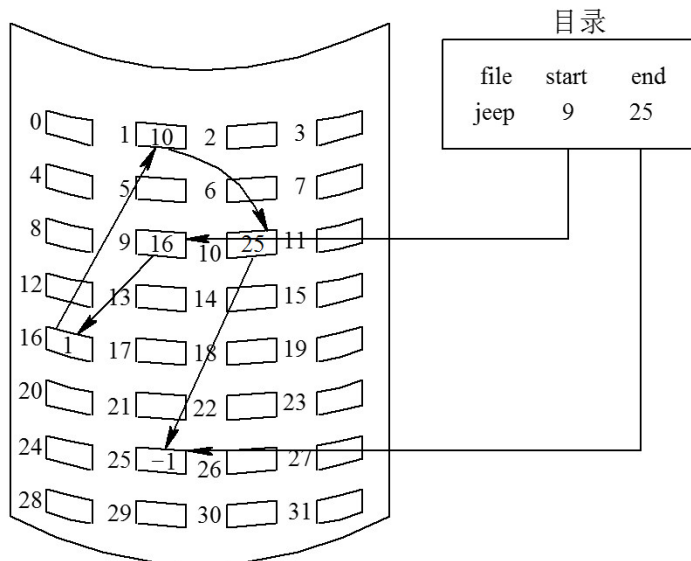 目录
file start end
jeep 9 25
0 1 10 2 3
4 5 6 7
8 9 16 10 25 11
12 13 14 15
16 1 17 18 19
20 21 22 23
24 25 −1 26 27
28 29 30 31